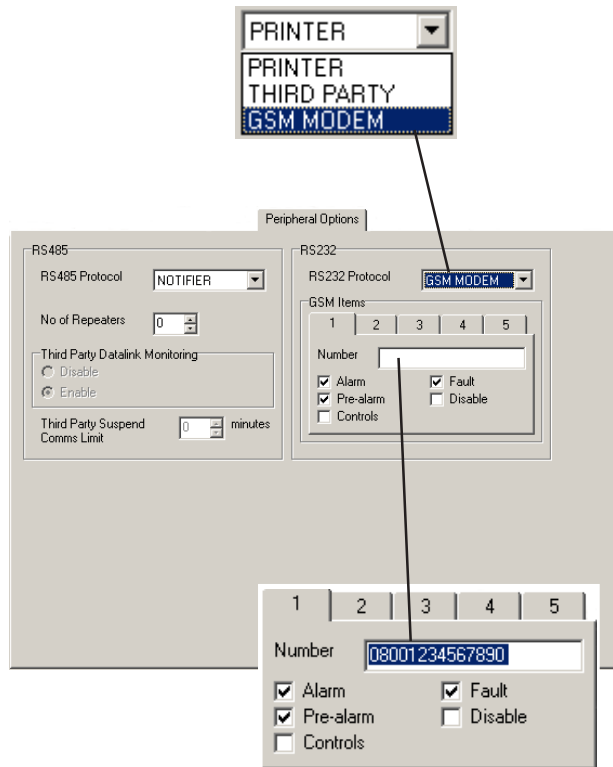 PRINTER
PRINTER
THIRD PARTY
GSM MODEM
Peripheral Options
RS485
RS485 Protocol NOTIFIER
No of Repeaters 0
Third Party Datalink Monitoring
Disable
Enable
Third Party Suspend Comms Limit 0 minutes
RS232
RS232 Protocol GSM MODEM
GSM Items
1 2 3 4 5
Number
Alarm Fault
Pre-alarm Disable
Controls
1 2 3 4 5
Number 08001234567890
Alarm Fault
Pre-alarm Disable
Controls